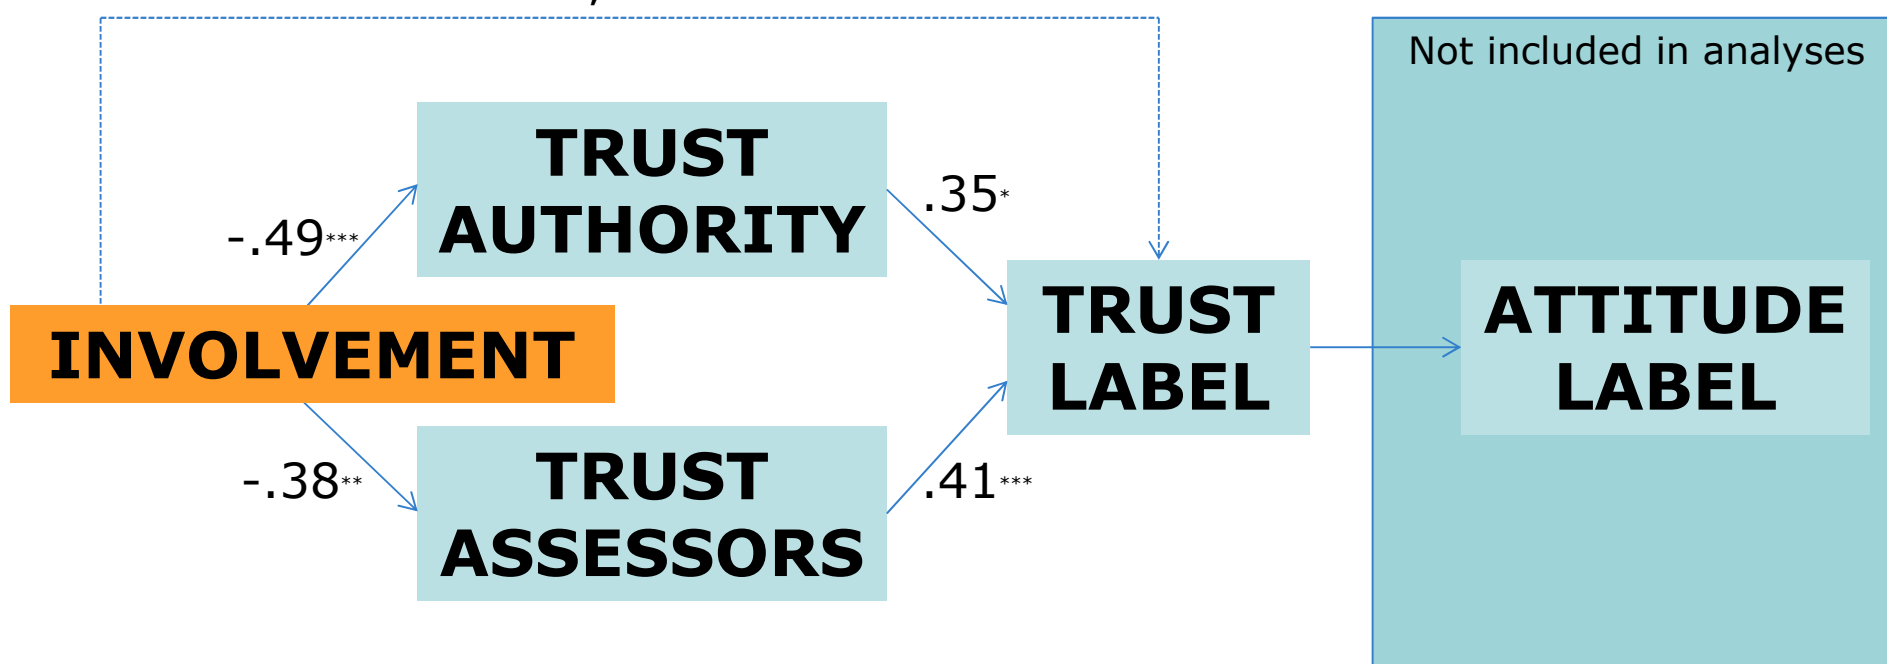 Not included in analyses
TRUST
AUTHORITY
-.49***
.35*
INVOLVEMENT
TRUST
LABEL
ATTITUDE
LABEL
-.38**
TRUST
ASSESSORS
.41***